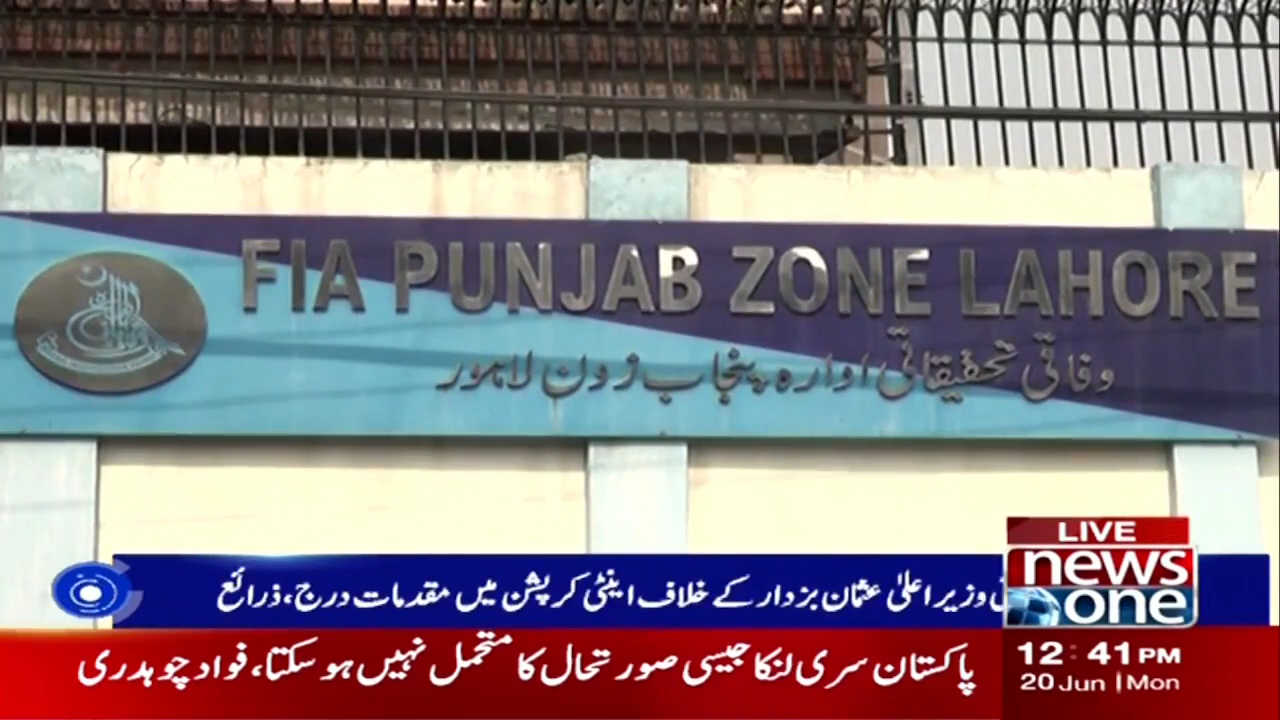 FIA PUNJAB ZONE LAHORE
وفاقی تحقیقاتی ادارہ پنجاب زون لاہور
وزیر اعلیٰ عثمان بزدار کے خلاف اینٹی کرپشن میں مقدمات درج، ذرائع
LIVE
news
one
پاکستان سری لنکا جیسی صورتحال کا متحمل نہیں ہو سکتا، فواد چوہدری
12:41 PM
20 Jun | Mon